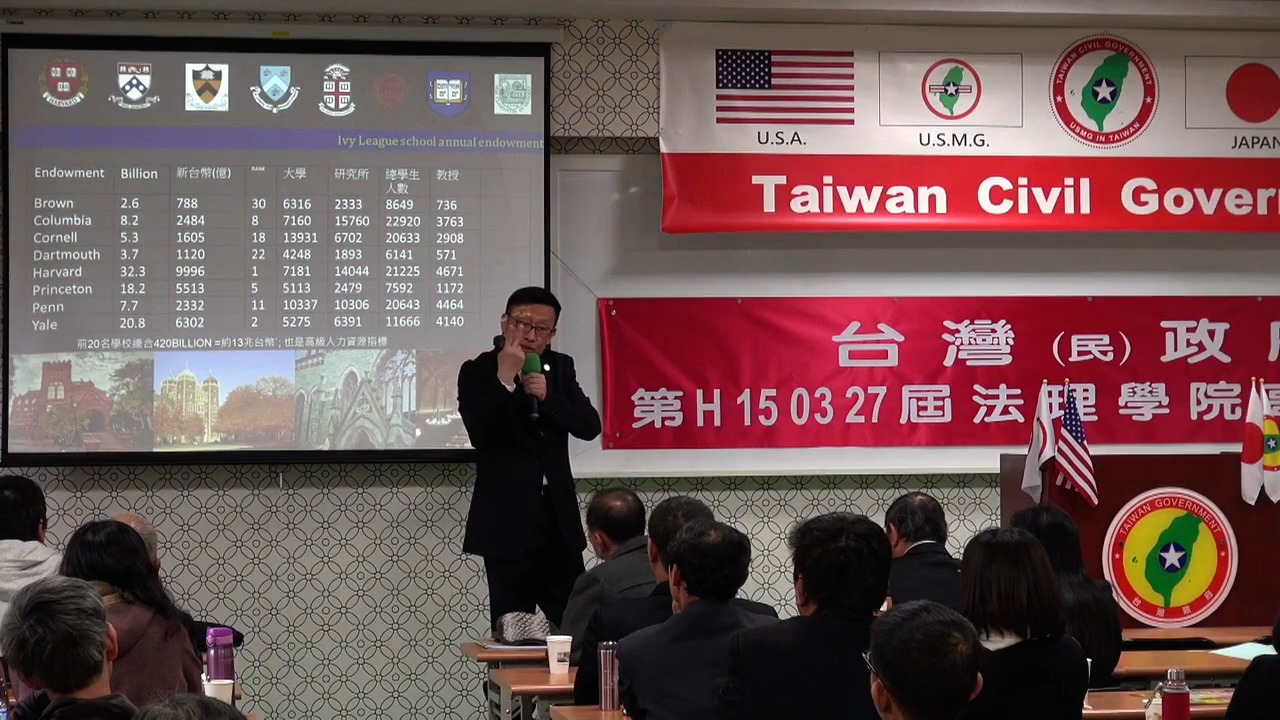 HARVARD
Ivy League school annual endowment
Endowment Billion 新台幣(億) RANK 大學 研究所 總學生人數 教授
Brown 2.6 788 30 6316 2333 8649 736
Columbia 8.2 2484 8 7160 15760 22920 3763
Cornell 5.3 1605 18 13931 6702 20633 2908
Dartmouth 3.7 1120 22 4248 1893 6141 571
Harvard 32.3 9996 1 7181 14044 21225 4671
Princeton 18.2 5513 5 5113 2479 7592 1172
Penn 7.7 2332 11 10337 10306 20643 4464
Yale 20.8 6302 2 5275 6391 11666 4140
前20名學校總合420BILLION =約13兆台幣 ; 也是高級人力資源指標
TAIWAN CIVIL GOVERNMENT
USMG IN TAIWAN
U.S.A. U.S.M.G. JAPAN
Taiwan Civil Gover
台灣(民)政
第H 15 03 27 屆法理學院
TAIWAN GOVERNMENT
台灣政府